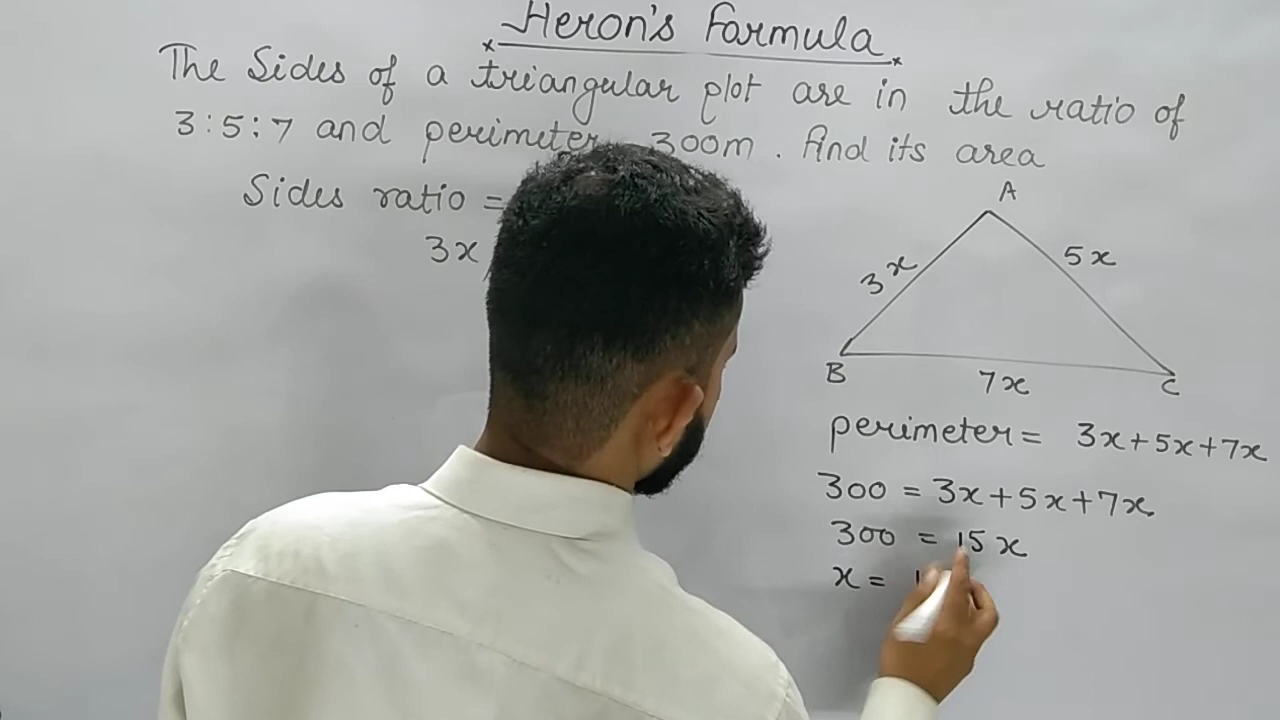 Heron's Formula
The Sides of a triangular plot are in the ratio of
3:5:7 and perimeter 300m. find its area
Sides ratio =
3x
A
3x
5x
B
7x
C
perimeter = 3x+5x+7x
300 = 3x+5x+7x
300 = 15x
x =